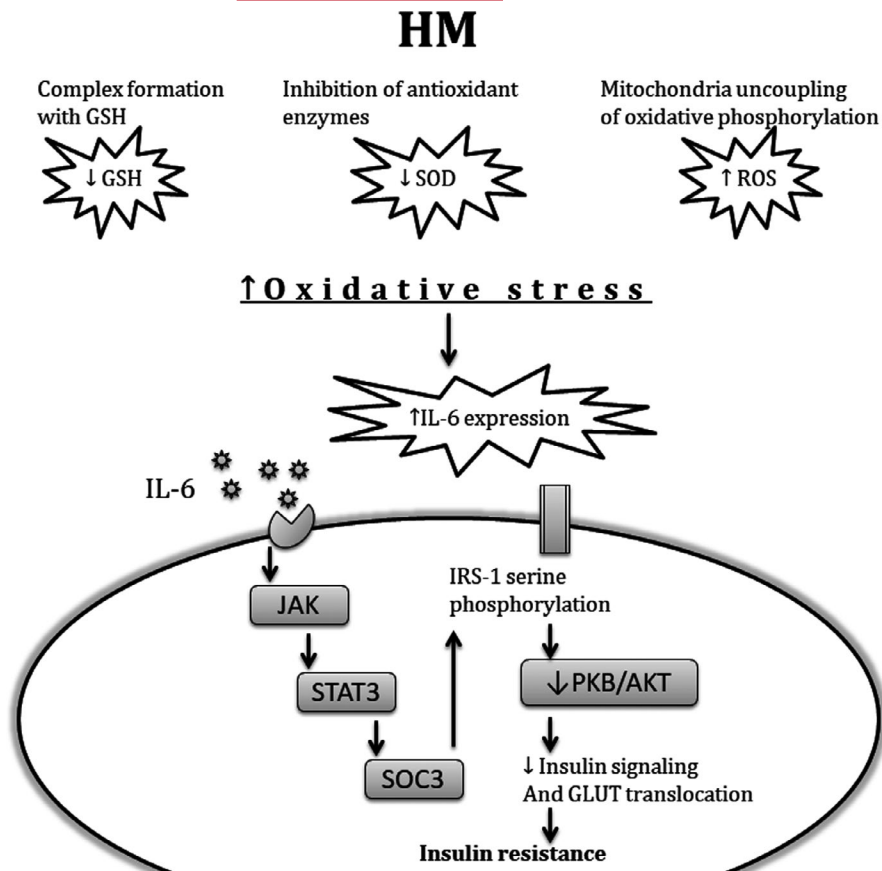 HM
Complex formation
with GSH
Inhibition of antioxidant
enzymes
Mitochondria uncoupling
of oxidative phosphorylation
↓GSH
↓SOD
↑ROS
↑Oxidative stress
↑IL-6 expression
IL-6
IRS-1 serine
phosphorylation
JAK
STAT3
↓PKB/AKT
SOC3
↓Insulin signaling
And GLUT translocation
Insulin resistance